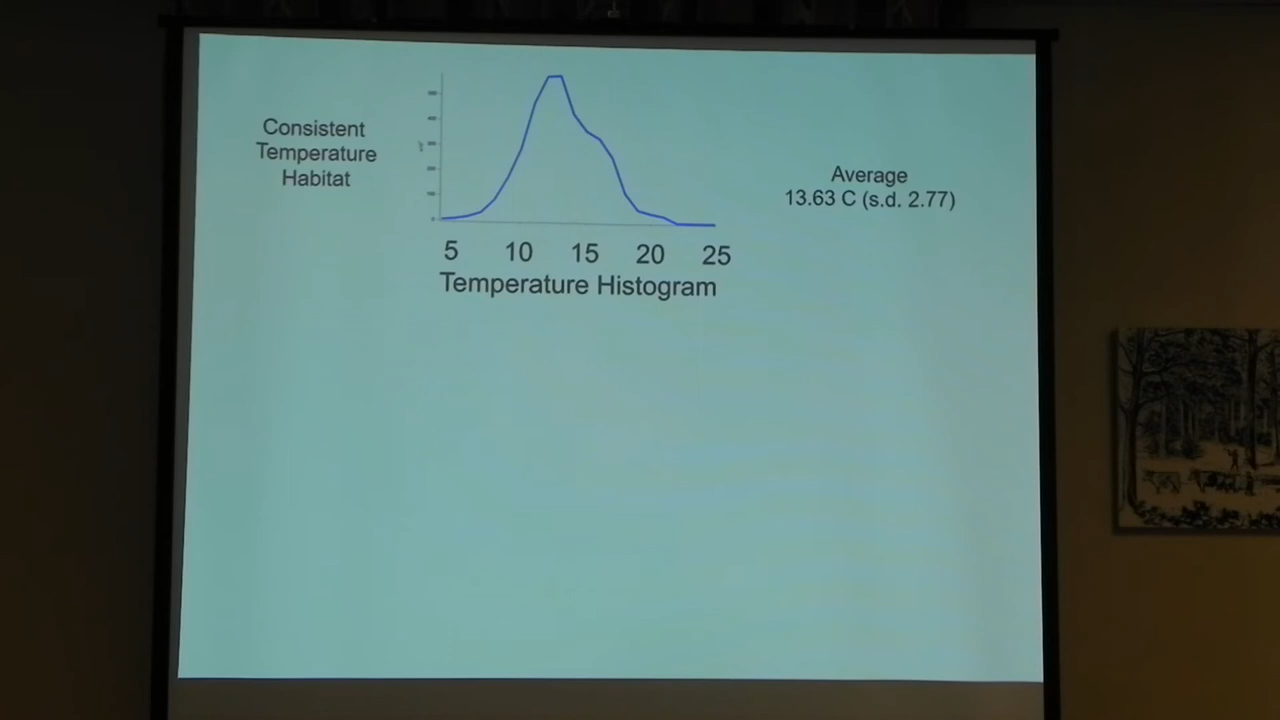 Consistent
Temperature
Habitat
Average
13.63 C (s.d. 2.77)
5 10 15 20 25
Temperature Histogram